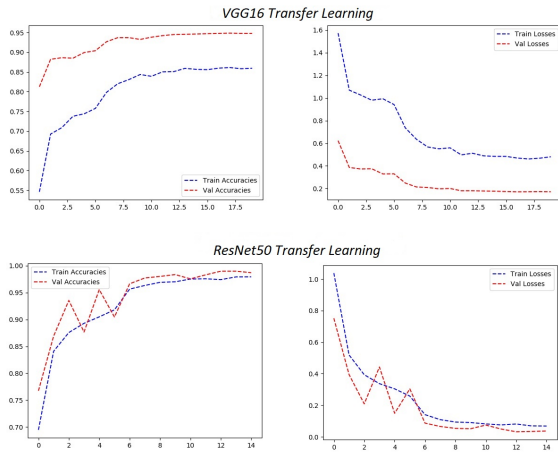 VGG16 Transfer Learning
0.95
0.90
0.85
0.80
0.75
0.70
0.65
0.60
0.55
Train Accuracies
Val Accuracies
0.0 2.5 5.0 7.5 10.0 12.5 15.0 17.5
1.6
1.4
1.2
1.0
0.8
0.6
0.4
0.2
Train Losses
Val Losses
0.0 2.5 5.0 7.5 10.0 12.5 15.0 17.5
ResNet50 Transfer Learning
1.00
0.95
0.90
0.85
0.80
0.75
0.70
Train Accuracies
Val Accuracies
0 2 4 6 8 10 12 14
1.0
0.8
0.6
0.4
0.2
0.0
Train Losses
Val Losses
0 2 4 6 8 10 12 14